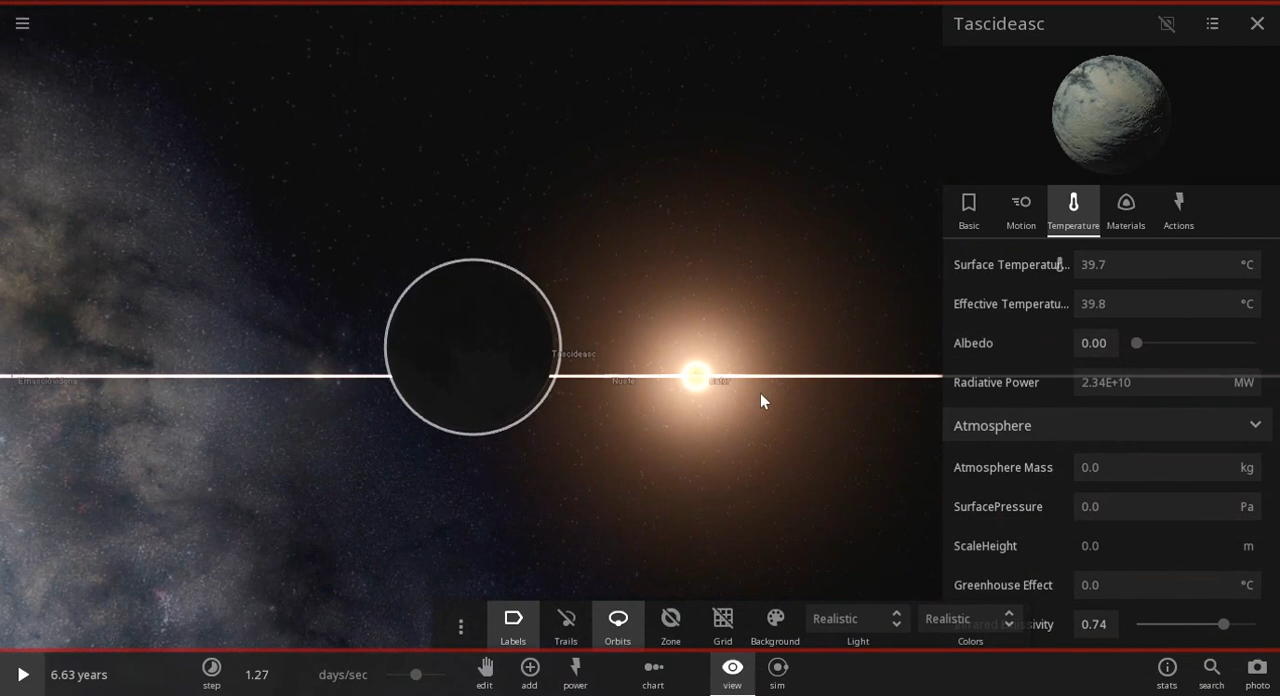 Tascideasc
Basic
Motion
Temperature
Materials
Actions
Surface Temperatur... 39.7 °C
Effective Temperatu... 39.8 °C
Albedo 0.00
Radiative Power 2.34E+10 MW
Atmosphere
Atmosphere Mass 0.0 kg
SurfacePressure 0.0 Pa
ScaleHeight 0.0 m
Greenhouse Effect 0.0 °C
0.74
Tascideasc
Labels
Trails
Orbits
Zone
Grid
Background
Realistic
Light
Realistic
Colors
6.63 years
step
1.27 days/sec
edit
add
power
chart
view
sim
stats
search
photo